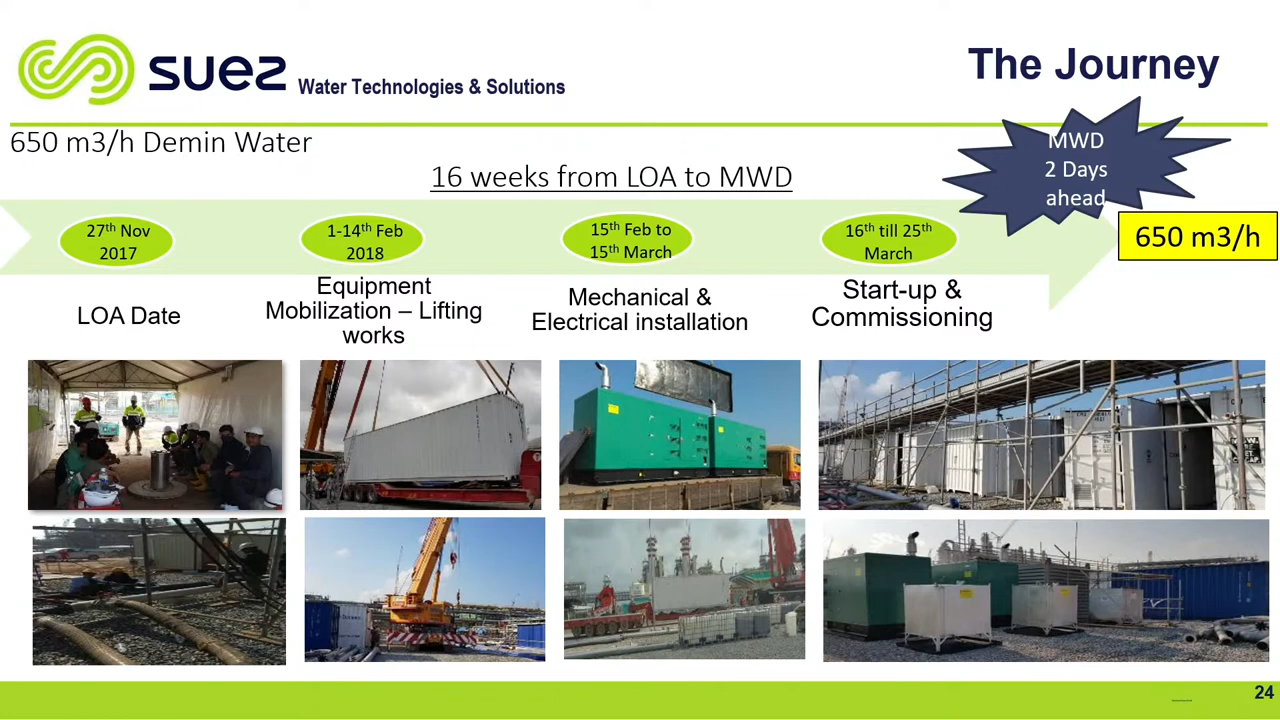 suez Water Technologies & Solutions
The Journey
650 m3/h Demin Water
16 weeks from LOA to MWD
MWD
2 Days
ahead
27th Nov
2017
1-14th Feb
2018
15th Feb to
15th March
16th till 25th
March
650 m3/h
LOA Date
Equipment
Mobilization – Lifting
works
Mechanical &
Electrical installation
Start-up &
Commissioning
24